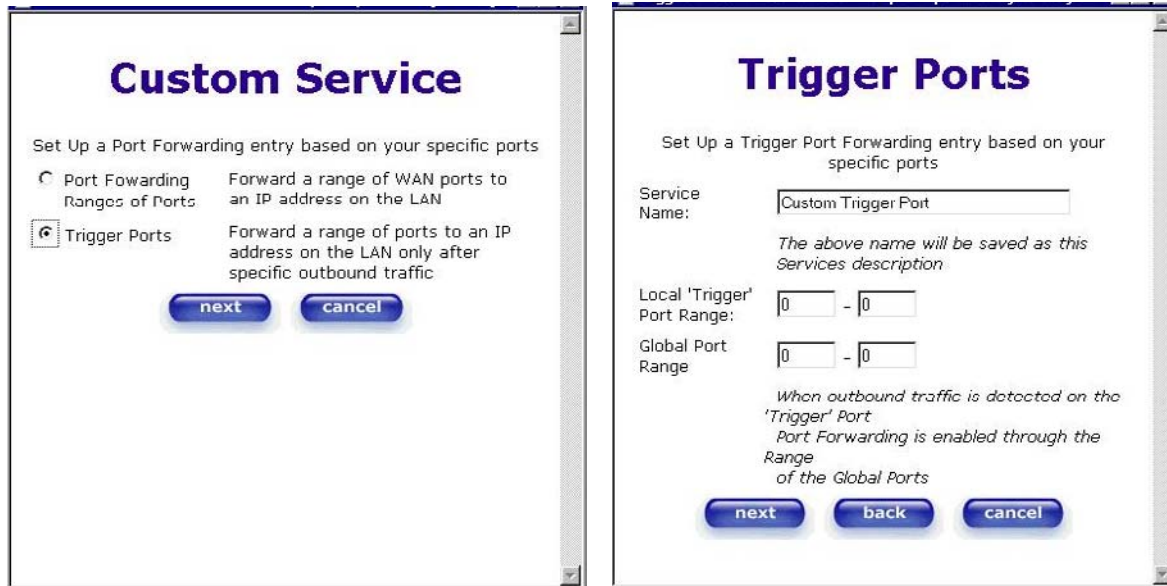 Custom Service
Set Up a Port Forwarding entry based on your specific ports
Port Fowarding
Ranges of Ports
Forward a range of WAN ports to
an IP address on the LAN
Trigger Ports
Forward a range of ports to an IP
address on the LAN only after
specific outbound traffic
next
cancel
Trigger Ports
Set Up a Trigger Port Forwarding entry based on your
specific ports
Service
Name:
Custom Trigger Port
The above name will be saved as this
Services description
Local 'Trigger'
Port Range:
0 - 0
Global Port
Range
0 - 0
When outbound traffic is detected on the
'Trigger' Port
Port Forwarding is enabled through the
Range
of the Global Ports
next
back
cancel